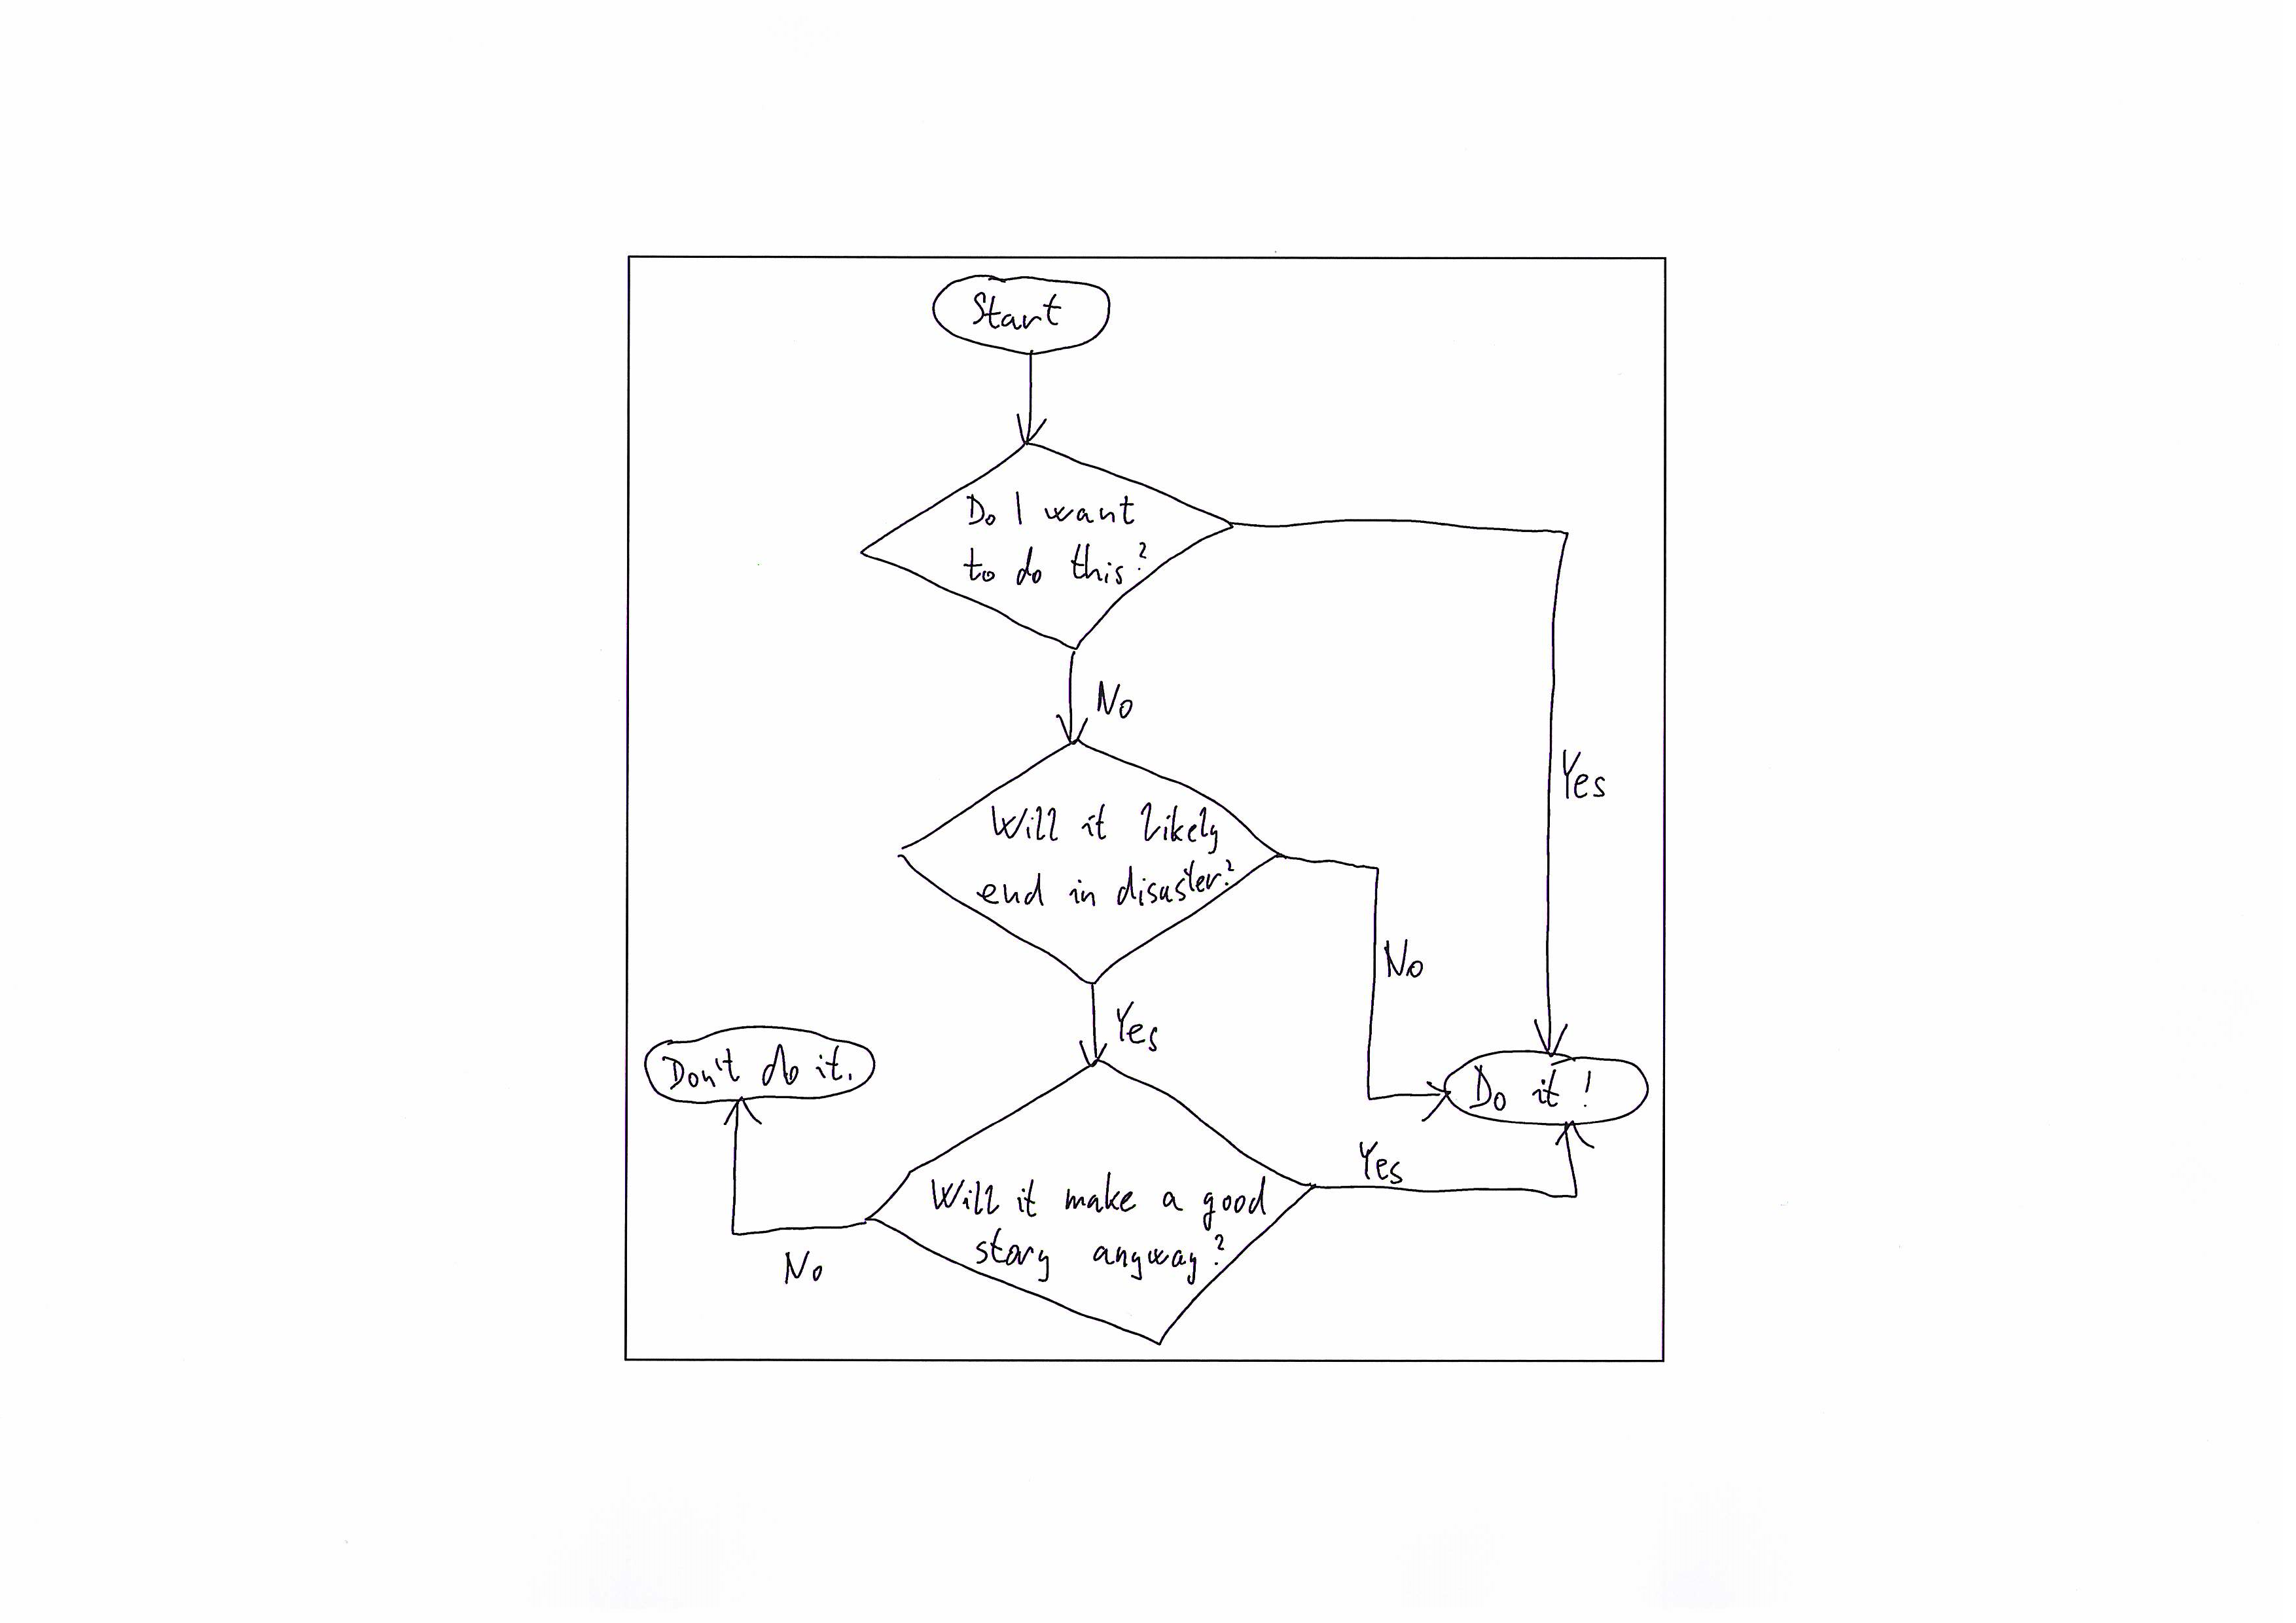 Start
Do I want
to do this?
No
Yes
Will it likely
end in disaster?
No
Yes
Don't do it.
Do it!
Yes
Will it make a good
story anyway?
No